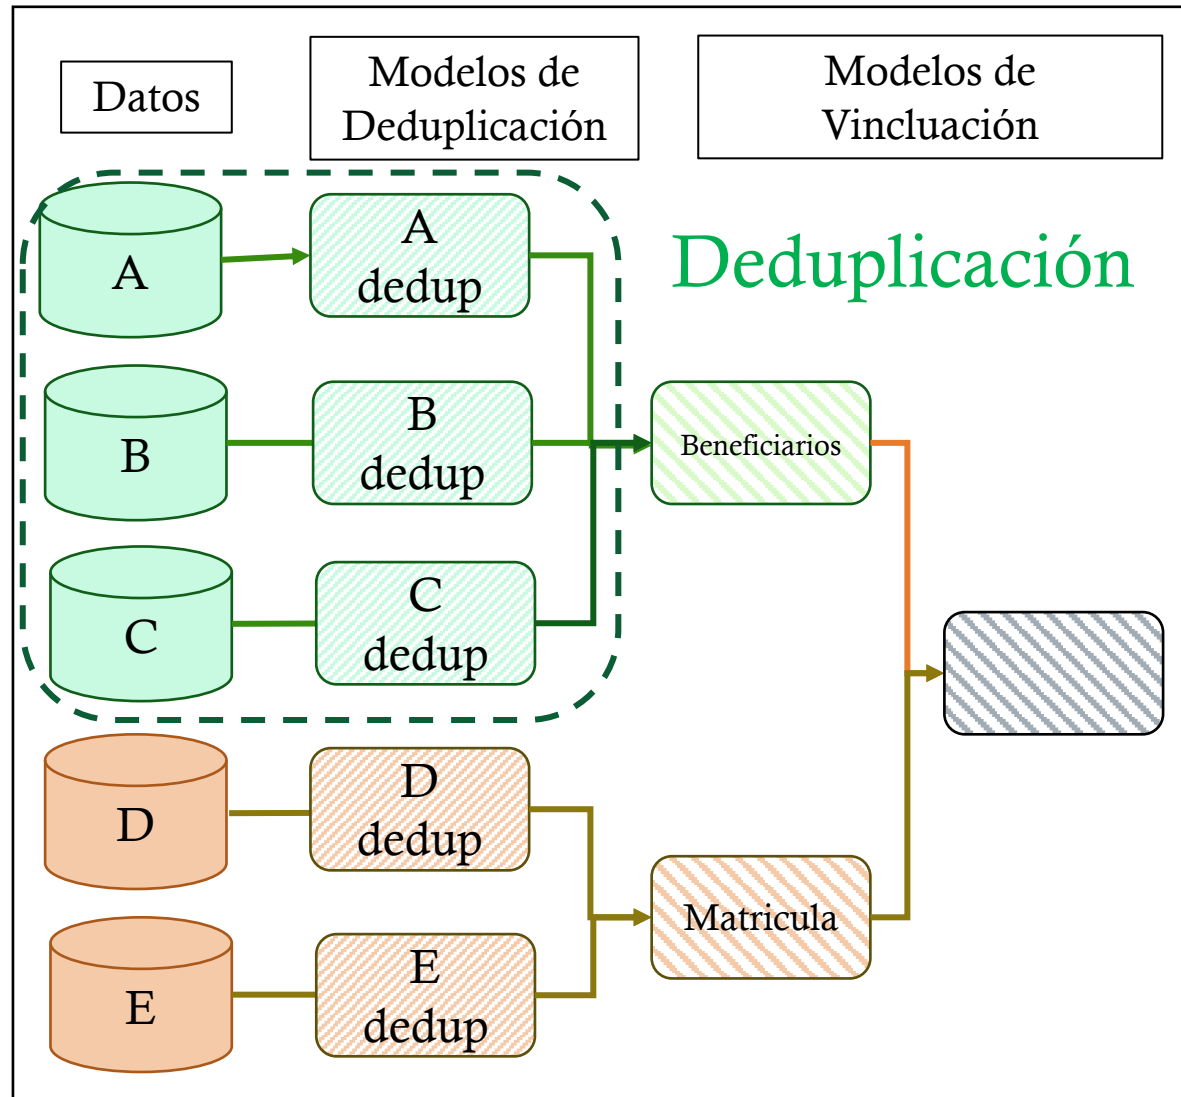 Datos
Modelos de
Deduplicación
Modelos de
Vincluación
Deduplicación
A
A
dedup
B
B
dedup
Beneficiarios
C
C
dedup
D
D
dedup
Matricula
E
E
dedup